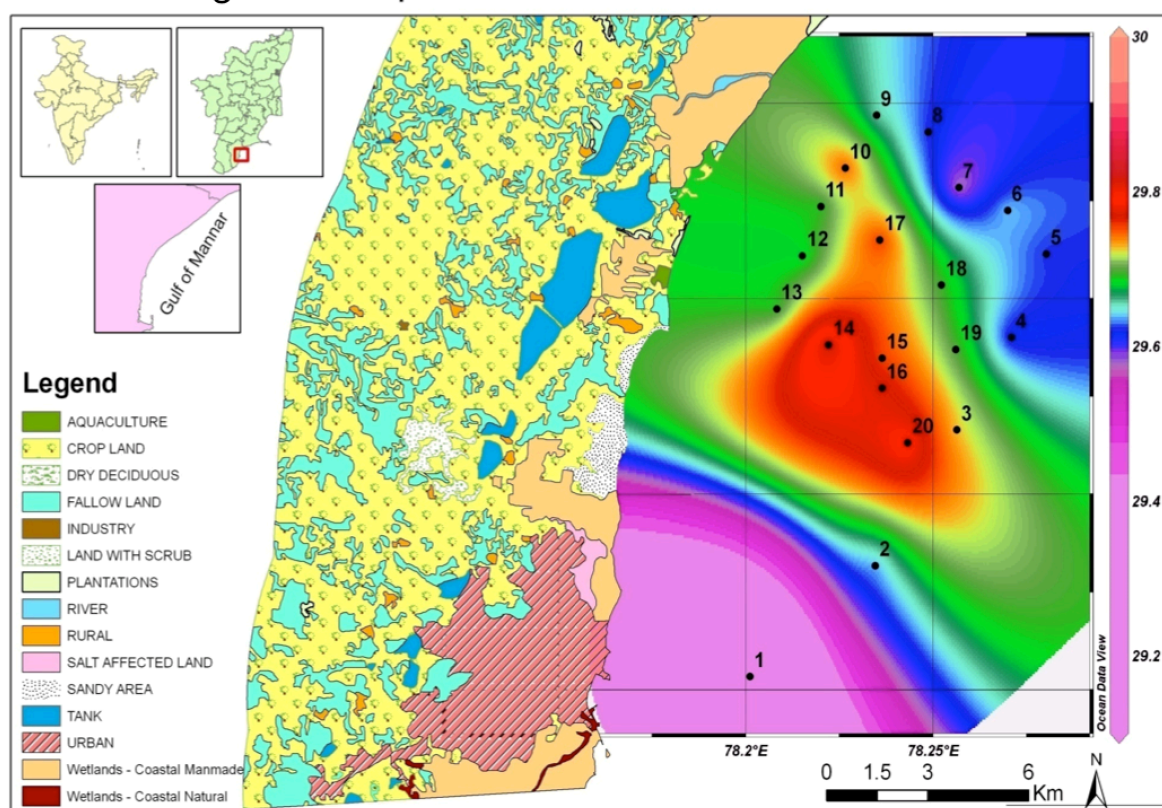 Gulf of Mannar
Legend
AQUACULTURE
CROP LAND
DRY DECIDUOUS
FALLOW LAND
INDUSTRY
LAND WITH SCRUB
PLANTATIONS
RIVER
RURAL
SALT AFFECTED LAND
SANDY AREA
TANK
URBAN
Wetlands - Coastal Manmade
Wetlands - Coastal Natural
9
8
10
7
11
6
17
12
5
18
13
4
14
15
19
16
3
20
2
1
30
29.8
29.6
29.4
29.2
Ocean Data View
78.2°E
78.25°E
0 1.5 3 6
Km
N